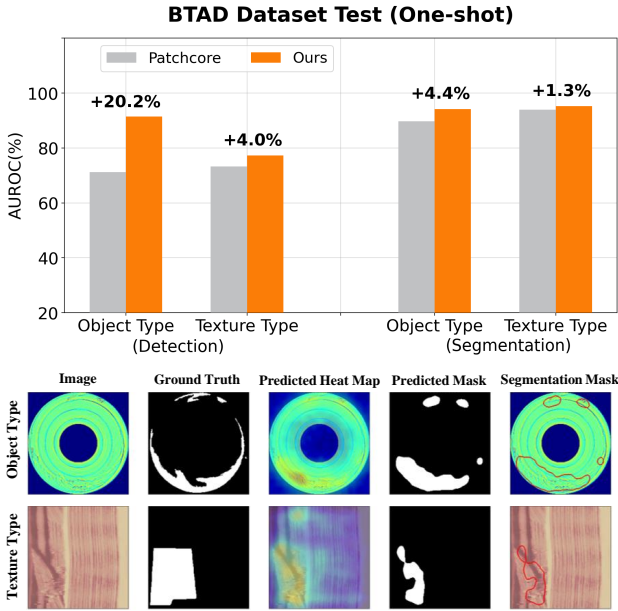 BTAD Dataset Test (One-shot)
Patchcore
Ours
AUROC(%)
100
80
60
40
20
+20.2%
+4.0%
+4.4%
+1.3%
Object Type
Texture Type
Object Type
Texture Type
(Detection)
(Segmentation)
Image
Ground Truth
Predicted Heat Map
Predicted Mask
Segmentation Mask
Object Type
Texture Type